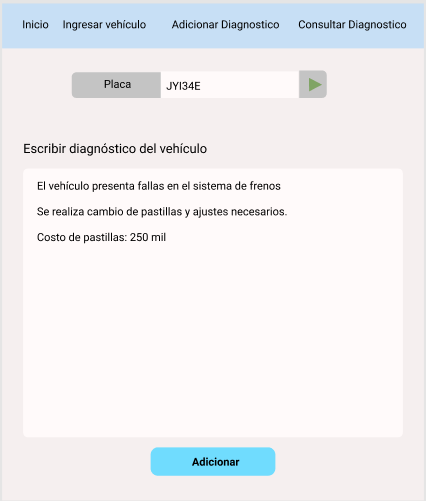 Inicio Ingresar vehículo Adicionar Diagnostico Consultar Diagnostico
Placa JYI34E
Escribir diagnóstico del vehículo
El vehículo presenta fallas en el sistema de frenos
Se realiza cambio de pastillas y ajustes necesarios.
Costo de pastillas: 250 mil
Adicionar